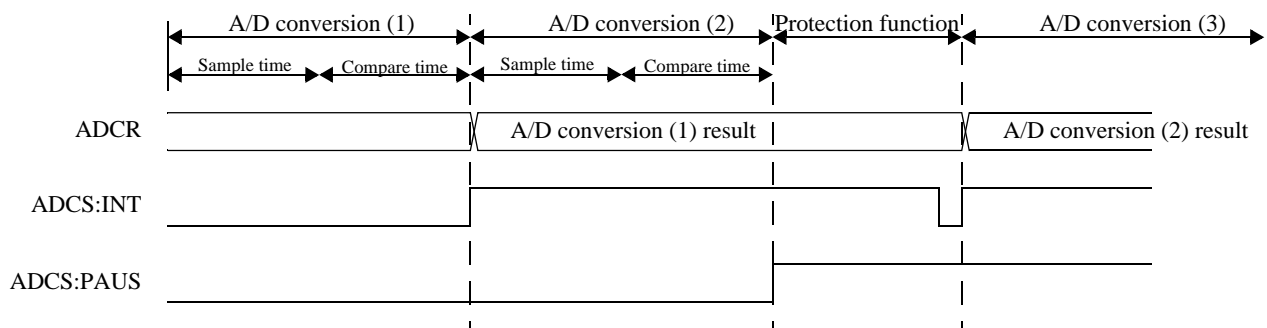 A/D conversion (1) A/D conversion (2) Protection function A/D conversion (3)
Sample time Compare time Sample time Compare time
ADCR A/D conversion (1) result A/D conversion (2) result
ADCS:INT
ADCS:PAUS